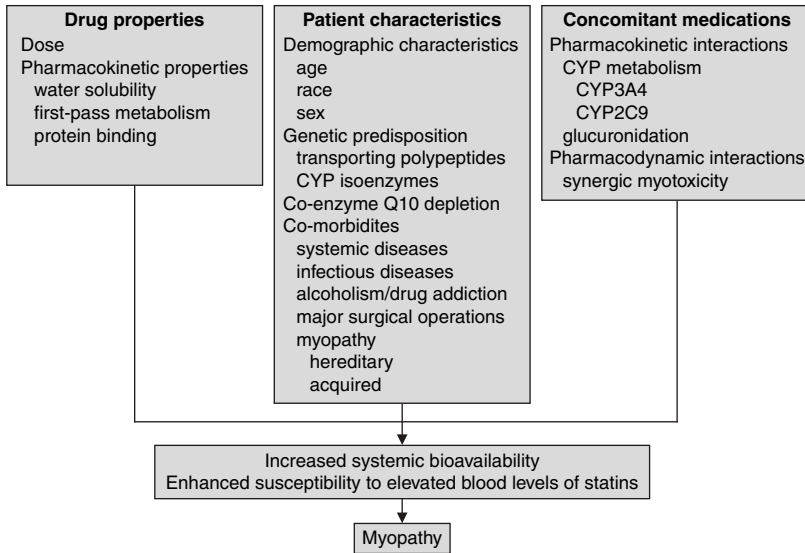 Drug properties
Dose
Pharmacokinetic properties
water solubility
first-pass metabolism
protein binding
Patient characteristics
Demographic characteristics
age
race
sex
Genetic predisposition
transporting polypeptides
CYP isoenzymes
Co-enzyme Q10 depletion
Co-morbidites
systemic diseases
infectious diseases
alcoholism/drug addiction
major surgical operations
myopathy
hereditary
acquired
Concomitant medications
Pharmacokinetic interactions
CYP metabolism
CYP3A4
CYP2C9
glucuronidation
Pharmacodynamic interactions
synergic myotoxicity
Increased systemic bioavailability
Enhanced susceptibility to elevated blood levels of statins
Myopathy